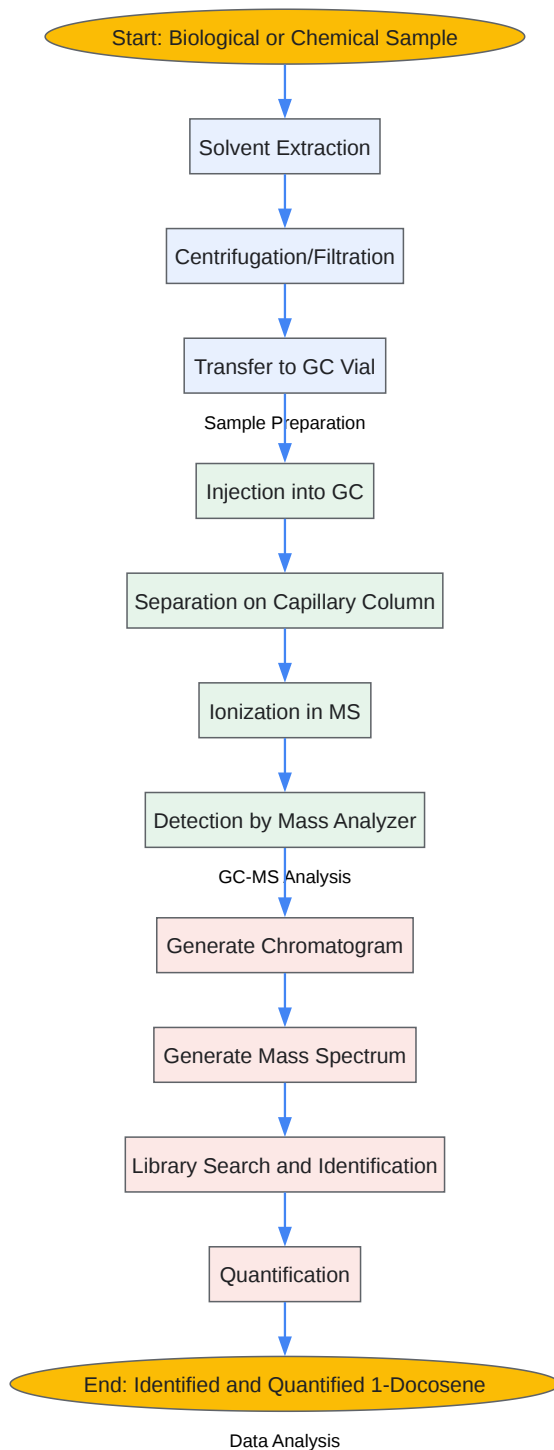 Start: Biological or Chemical Sample
Solvent Extraction
Centrifugation/Filtration
Transfer to GC Vial
Sample Preparation
Injection into GC
Separation on Capillary Column
Ionization in MS
Detection by Mass Analyzer
GC-MS Analysis
Generate Chromatogram
Generate Mass Spectrum
Library Search and Identification
Quantification
End: Identified and Quantified 1-Docosene
Data Analysis